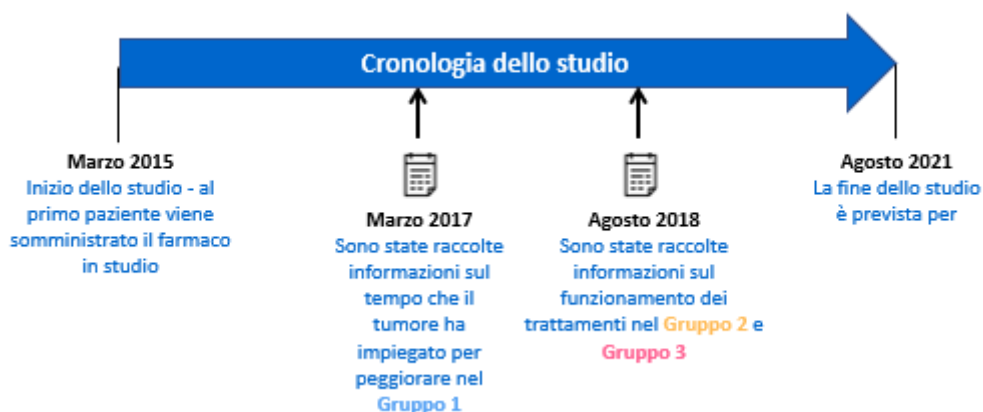 Cronologia dello studio
Marzo 2015
Inizio dello studio - al
primo paziente viene
somministrato il farmaco
in studio
Marzo 2017
Sono state raccolte
informazioni sul
tempo che il
tumore ha
impiegato per
peggiorare nel
Gruppo 1
Agosto 2018
Sono state raccolte
informazioni sul
funzionamento dei
trattamenti nel Gruppo 2 e
Gruppo 3
Agosto 2021
La fine dello studio
è prevista per